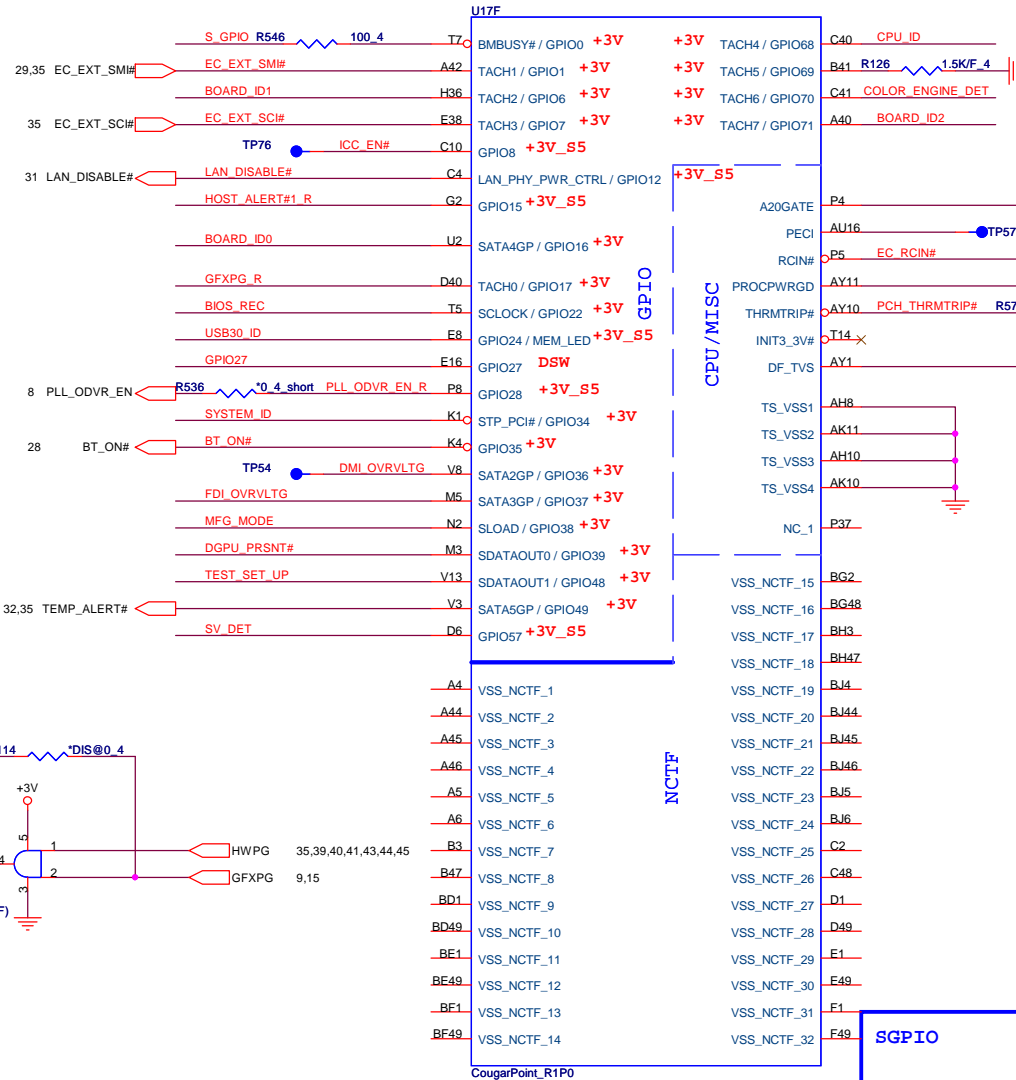 U17F
S_GPIO R546 100_4 T7 BMBUSY# / GPIO0 +3V +3V TACH4 / GPIO68 C40 CPU_ID
29,35 EC_EXT_SMI# EC_EXT_SMI# A42 TACH1 / GPIO1 +3V +3V TACH5 / GPIO69 B41 R126 1.5K/F_4
BOARD_ID1 H36 TACH2 / GPIO6 +3V +3V TACH6 / GPIO70 C41 COLOR_ENGINE_DET
35 EC_EXT_SCI# EC_EXT_SCI# E38 TACH3 / GPIO7 +3V +3V TACH7 / GPIO71 A40 BOARD_ID2
TP76 ICC_EN# C10 GPIO8 +3V_S5
31 LAN_DISABLE# LAN_DISABLE# C4 LAN_PHY_PWR_CTRL / GPIO12 +3V_S5
HOST_ALERT#1_R G2 GPIO15 +3V_S5 A20GATE P4
PECI AU16 TP57
BOARD_ID0 U2 SATA4GP / GPIO16 +3V
RCIN# P5 EC_RCIN#
GFXPG_R D40 TACH0 / GPIO17 +3V PROCPWRGD AY11
BIOS_REC T5 SCLOCK / GPIO22 +3V THRMTRIP# AY10 PCH_THRMTRIP# R57
USB30_ID E8 GPIO24 / MEM_LED +3V_S5 INIT3_3V# T14
GPIO27 E16 GPIO27 DSW DF_TVS AY1
8 PLL_ODVR_EN R536 *0_4_short PLL_ODVR_EN_R P8 GPIO28 +3V_S5
TS_VSS1 AH8
SYSTEM_ID K1 STP_PCI# / GPIO34 +3V
TS_VSS2 AK11
28 BT_ON# BT_ON# K4 GPIO35 +3V
TS_VSS3 AH10
TP54 DMI_OVRVLTG V8 SATA2GP / GPIO36 +3V
TS_VSS4 AK10
FDI_OVRVLTG M5 SATA3GP / GPIO37 +3V
MFG_MODE N2 SLOAD / GPIO38 +3V NC_1 P37
DGPU_PRSNT# M3 SDATAOUT0 / GPIO39 +3V
TEST_SET_UP V13 SDATAOUT1 / GPIO48 +3V VSS_NCTF_15 BG2
32,35 TEMP_ALERT# V3 SATA5GP / GPIO49 +3V VSS_NCTF_16 BG48
SV_DET D6 GPIO57 +3V_S5 VSS_NCTF_17 BH3
GPIO
CPU/MISC
VSS_NCTF_18 BH47
A4 VSS_NCTF_1 VSS_NCTF_19 BJ4
A44 VSS_NCTF_2 VSS_NCTF_20 BJ44
A45 VSS_NCTF_3 VSS_NCTF_21 BJ45
A46 VSS_NCTF_4 VSS_NCTF_22 BJ46
A5 VSS_NCTF_5 VSS_NCTF_23 BJ5
A6 VSS_NCTF_6 VSS_NCTF_24 BJ6
B3 VSS_NCTF_7 VSS_NCTF_25 C2
B47 VSS_NCTF_8 VSS_NCTF_26 C48
BD1 VSS_NCTF_9 VSS_NCTF_27 D1
BD49 VSS_NCTF_10 VSS_NCTF_28 D49
BE1 VSS_NCTF_11 VSS_NCTF_29 E1
BE49 VSS_NCTF_12 VSS_NCTF_30 E49
BF1 VSS_NCTF_13 VSS_NCTF_31 F1
BF49 VSS_NCTF_14 VSS_NCTF_32 F49
NCTF
CougarPoint_R1P0
114 *DIS@0_4
+3V
5
1 HWPG 35,39,40,41,43,44,45
4
2 GFXPG 9,15
3
F)
SGPIO